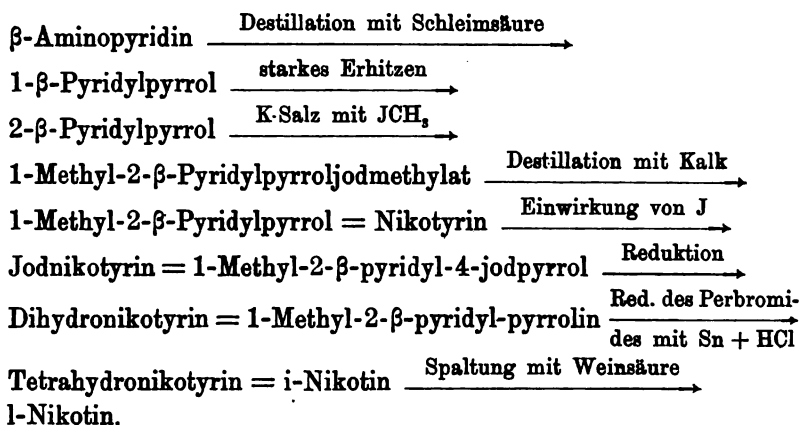 β-Aminopyridin Destillation mit Schleimsäure
1-β-Pyridylpyrrol starkes Erhitzen
2-β-Pyridylpyrrol K-Salz mit JCH₃
1-Methyl-2-β-Pyridylpyrroljodmethylat Destillation mit Kalk
1-Methyl-2-β-Pyridylpyrrol = Nikotyrin Einwirkung von J
Jodnikotyrin = 1-Methyl-2-β-pyridyl-4-jodpyrrol Reduktion
Dihydronikotyrin = 1-Methyl-2-β-pyridyl-pyrrolin Red. des Perbromi-
des mit Sn + HCl
Tetrahydronikotyrin = i-Nikotin Spaltung mit Weinsäure
l-Nikotin.